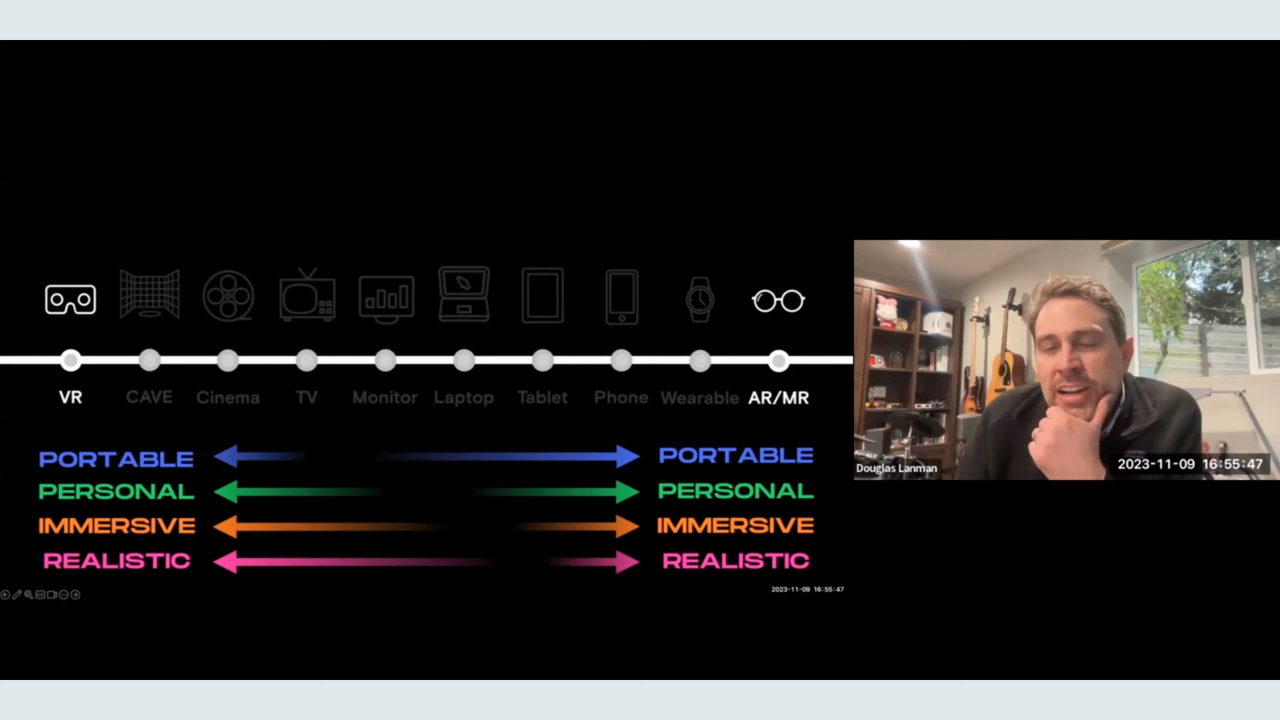 VR CAVE Cinema TV Monitor Laptop Tablet Phone Wearable AR/MR
PORTABLE PORTABLE
PERSONAL PERSONAL
IMMERSIVE IMMERSIVE
REALISTIC REALISTIC
2023-11-09 16:55:47
Douglas Lanman
2023-11-09 16:55:47